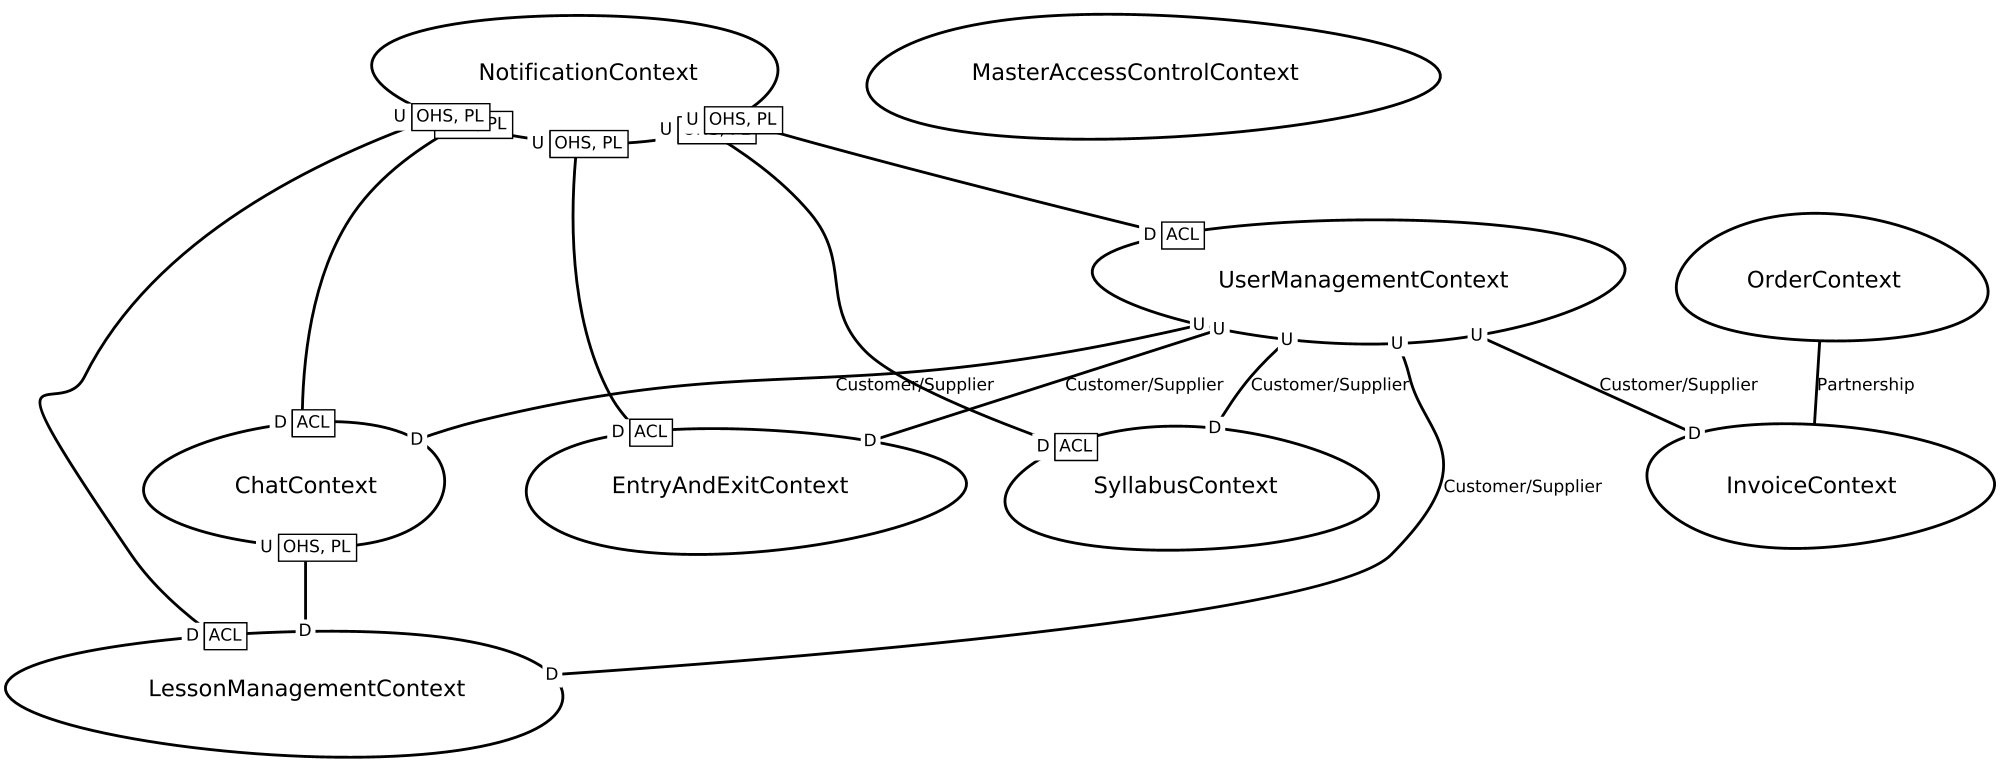 NotificationContext
MasterAccessControlContext
U OHS, PL
PL
U OHS, PL
U
U OHS, PL
D ACL
UserManagementContext
OrderContext
U
U
U
U
U
Customer/Supplier
Customer/Supplier
Customer/Supplier
Customer/Supplier
Partnership
D ACL
D
D ACL
D
D ACL
D
D
ChatContext
EntryAndExitContext
SyllabusContext
Customer/Supplier
InvoiceContext
U OHS, PL
D ACL
D
D
LessonManagementContext